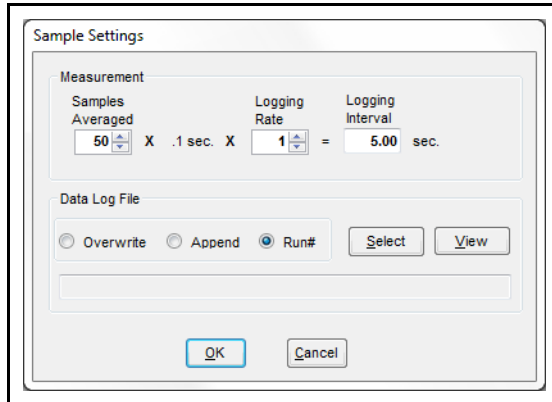 Sample Settings
Measurement
Samples Averaged Logging Rate Logging Interval
50 X .1 sec. X 1 = 5.00 sec.
Data Log File
Overwrite Append Run# Select View
OK Cancel